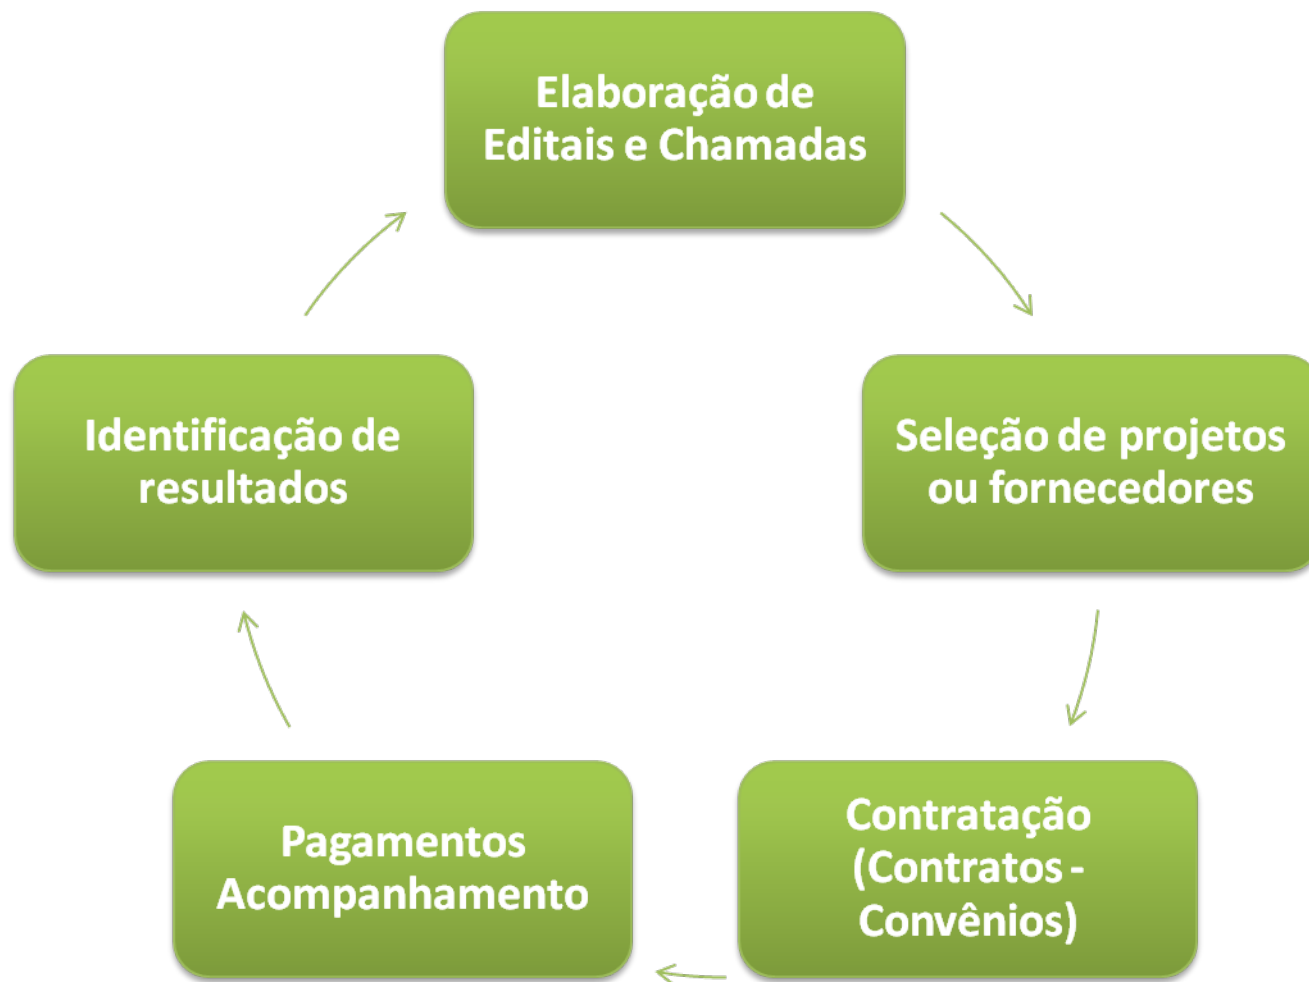 Elaboração de
Editais e Chamadas
Seleção de projetos
ou fornecedores
Contratação
(Contratos -
Convênios)
Pagamentos
Acompanhamento
Identificação de
resultados